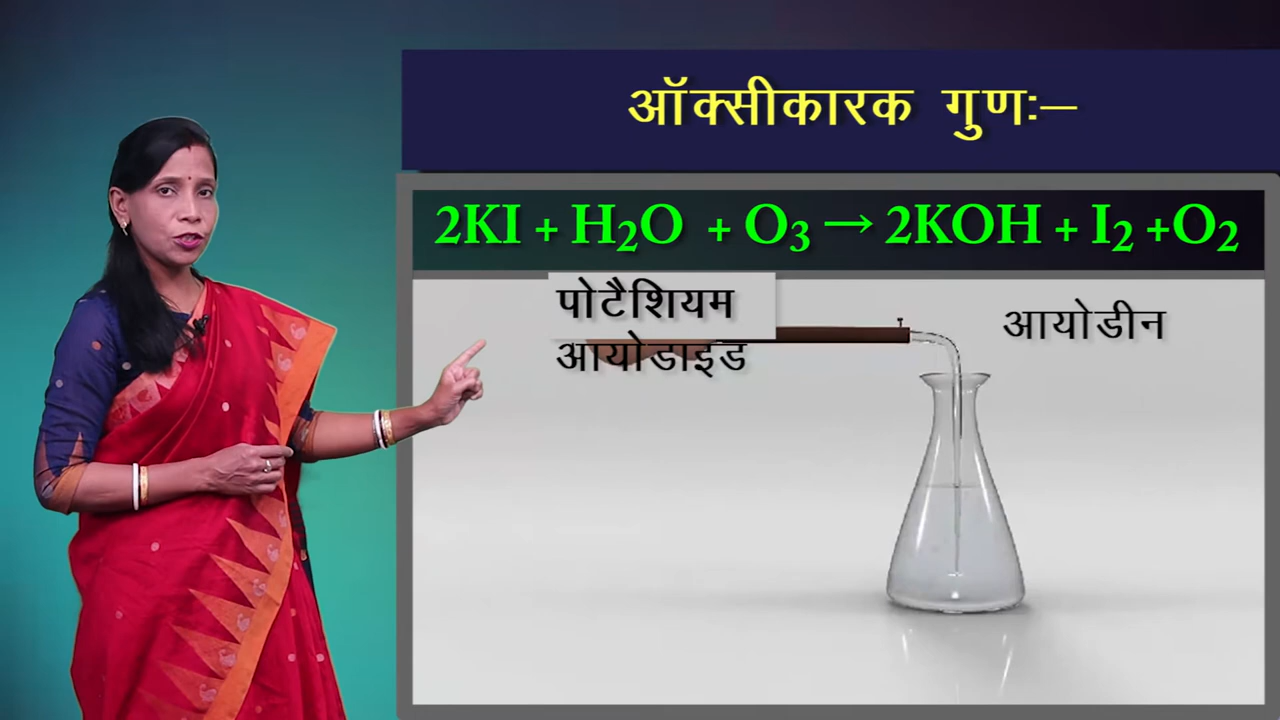 ऑक्सीकारक गुणः–
2KI + H₂O + O₃ → 2KOH + I₂ +O₂
पोटैशियम
आयोडाइड
आयोडीन